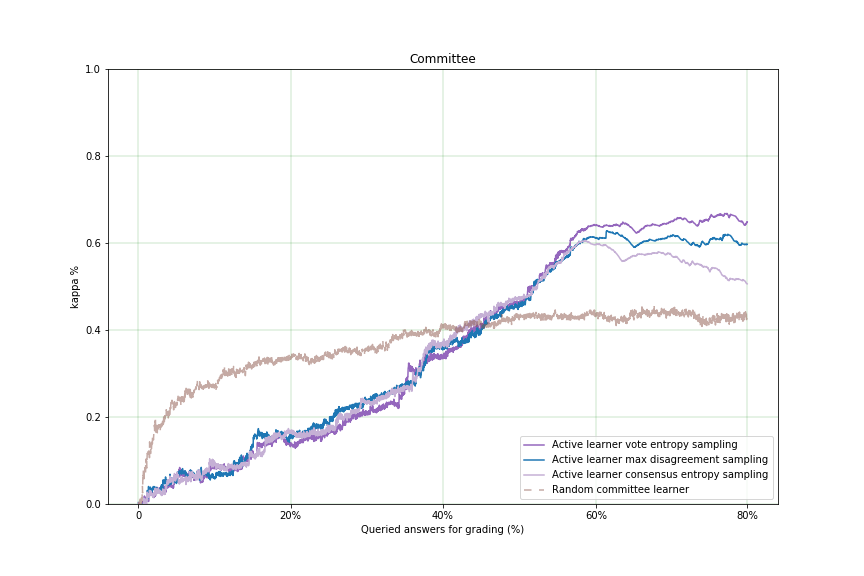 Committee
1.0
0.8
0.6
0.4
0.2
0.0
kappa %
0
20%
40%
60%
80%
Queried answers for grading (%)
Active learner vote entropy sampling
Active learner max disagreement sampling
Active learner consensus entropy sampling
Random committee learner